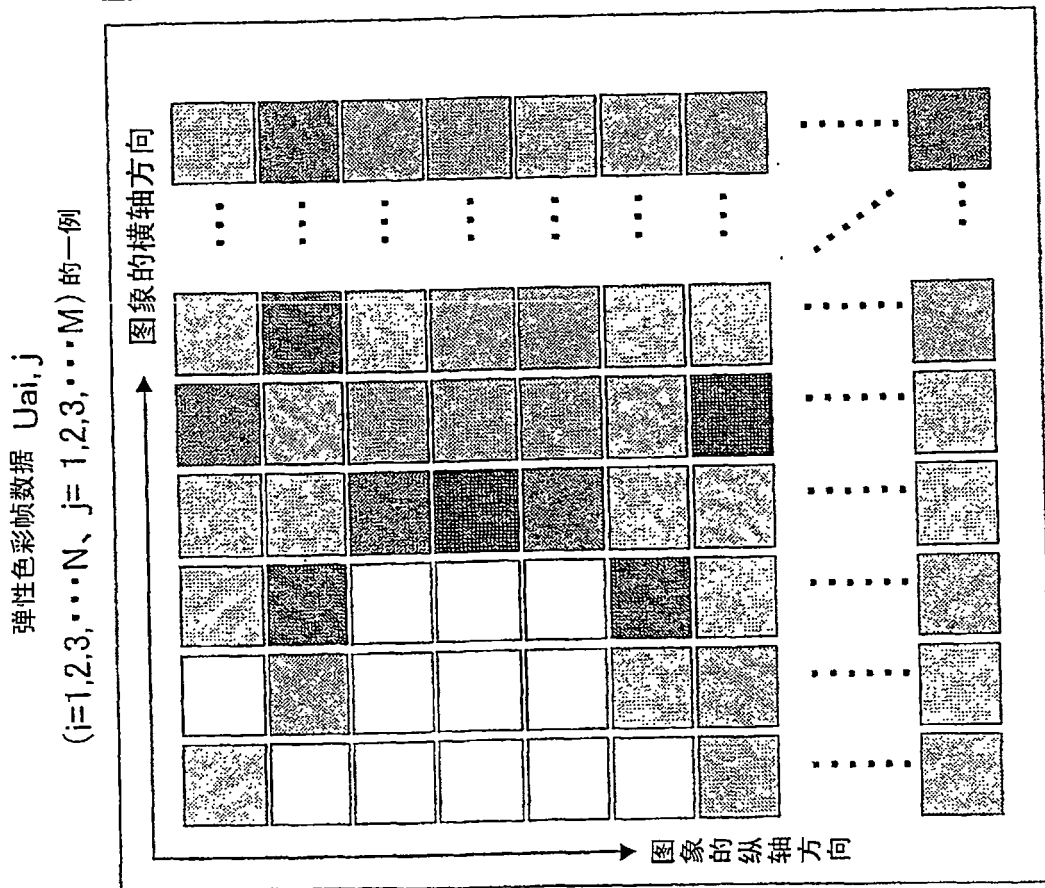 弹性色彩帧数据 Uai,j
(i=1,2,3,···N、j= 1,2,3,···M)的一例
图象的横轴方向
图象的纵轴方向